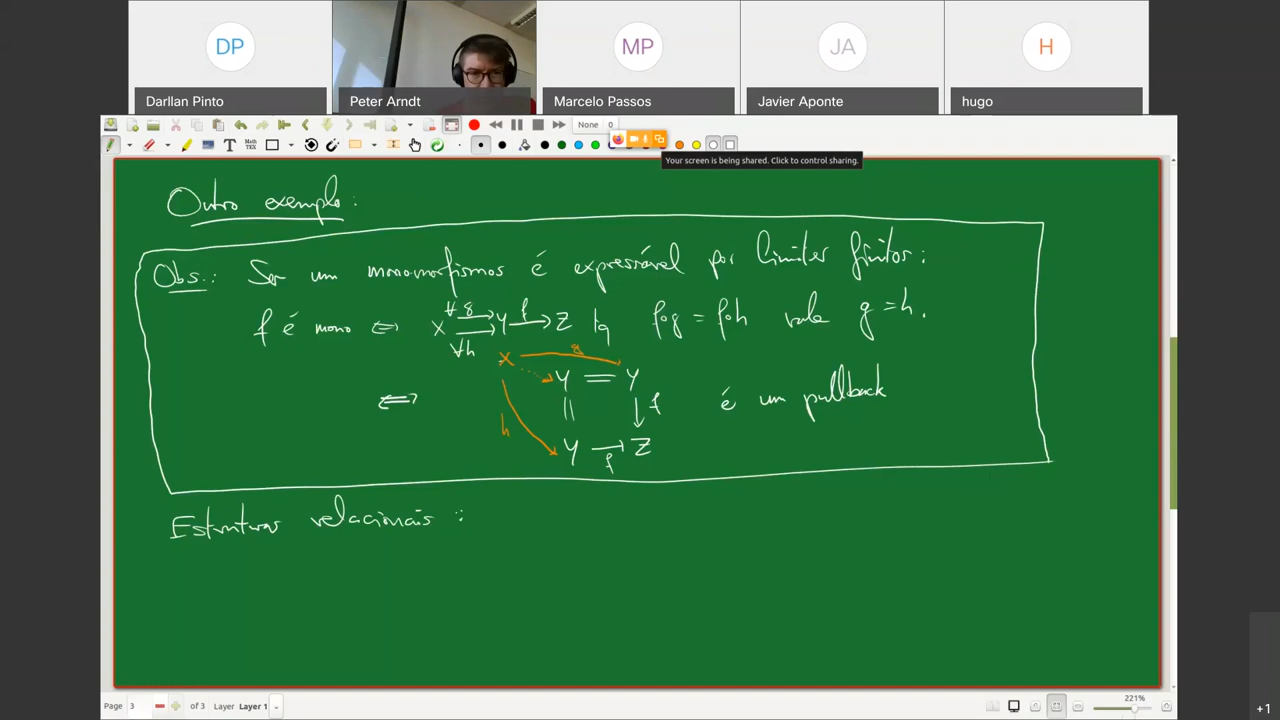 DP
MP
JA
H
Darllan Pinto
Peter Arndt
Marcelo Passos
Javier Aponte
hugo
None 0
Your screen is being shared. Click to control sharing.
Outro exemplo:
Obs.: Ser um monomorfismos é expressável por limites finitos:
f é mono ⇔ X ⇉ Y →f Z tq f∘g = f∘h vale g = h.
∀g
∀h
X g
Y = Y
⇔ h || ↓ f é um pullback
Y → Z
f
Estruturas relacionais :
Page 3 of 3 Layer Layer 1 221%
+1